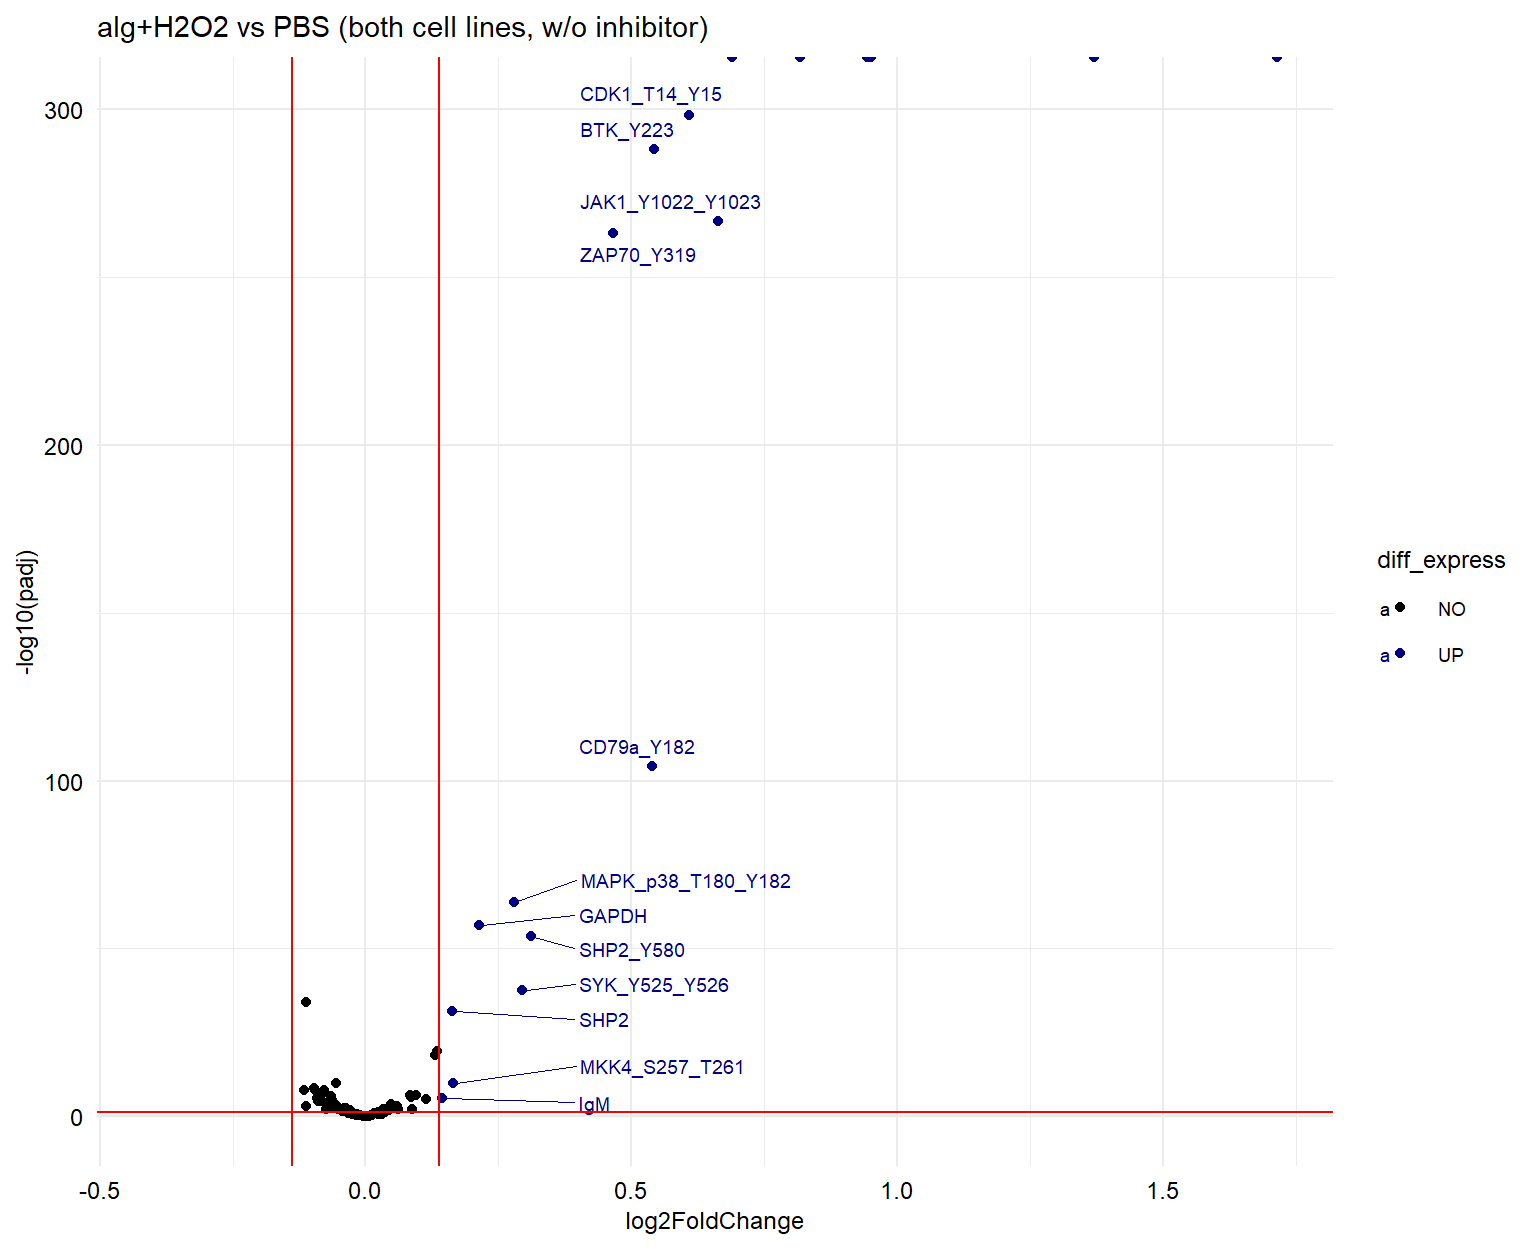 alg+H2O2 vs PBS (both cell lines, w/o inhibitor)
300
CDK1_T14_Y15
BTK_Y223
JAK1_Y1022_Y1023
ZAP70_Y319
200
-log10(padj)
diff_express
a NO
a UP
100
CD79a_Y182
MAPK_p38_T180_Y182
GAPDH
SHP2_Y580
SYK_Y525_Y526
SHP2
MKK4_S257_T261
IgM
0
-0.5 0.0 0.5 1.0 1.5
log2FoldChange